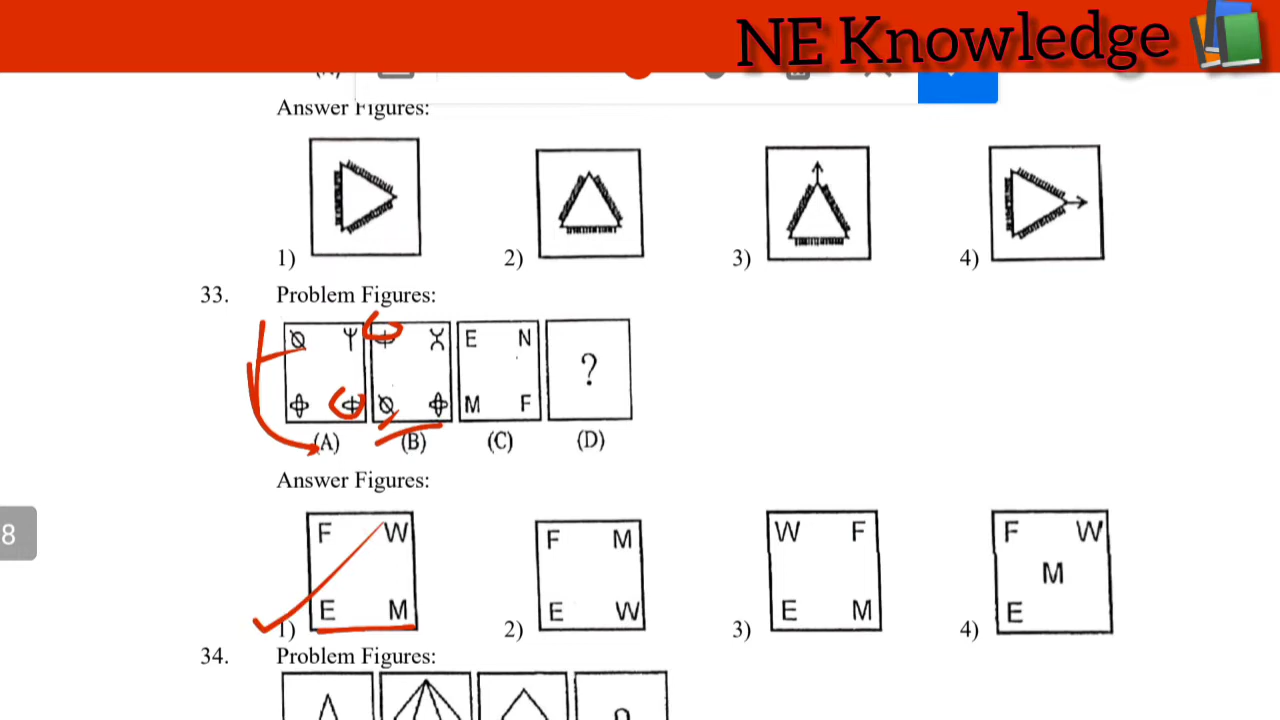 NE Knowledge
Answer Figures:
1) 2) 3) 4)
33. Problem Figures:
E N
M F
?
(A) (B) (C) (D)
Answer Figures:
F W
E M
F M
E W
W F
E M
F W
M
E
1) 2) 3) 4)
8
34. Problem Figures: